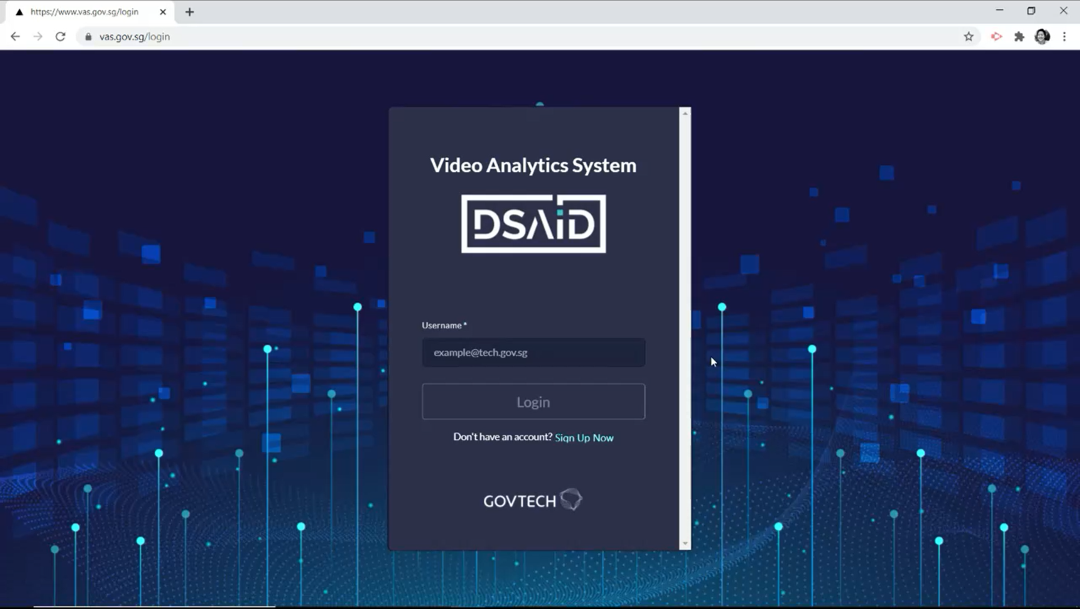 https://www.vas.gov.sg/login
vas.gov.sg/login
Video Analytics System
DSAiD
Username *
example@tech.gov.sg
Login
Don't have an account? Sign Up Now
GOVTECH